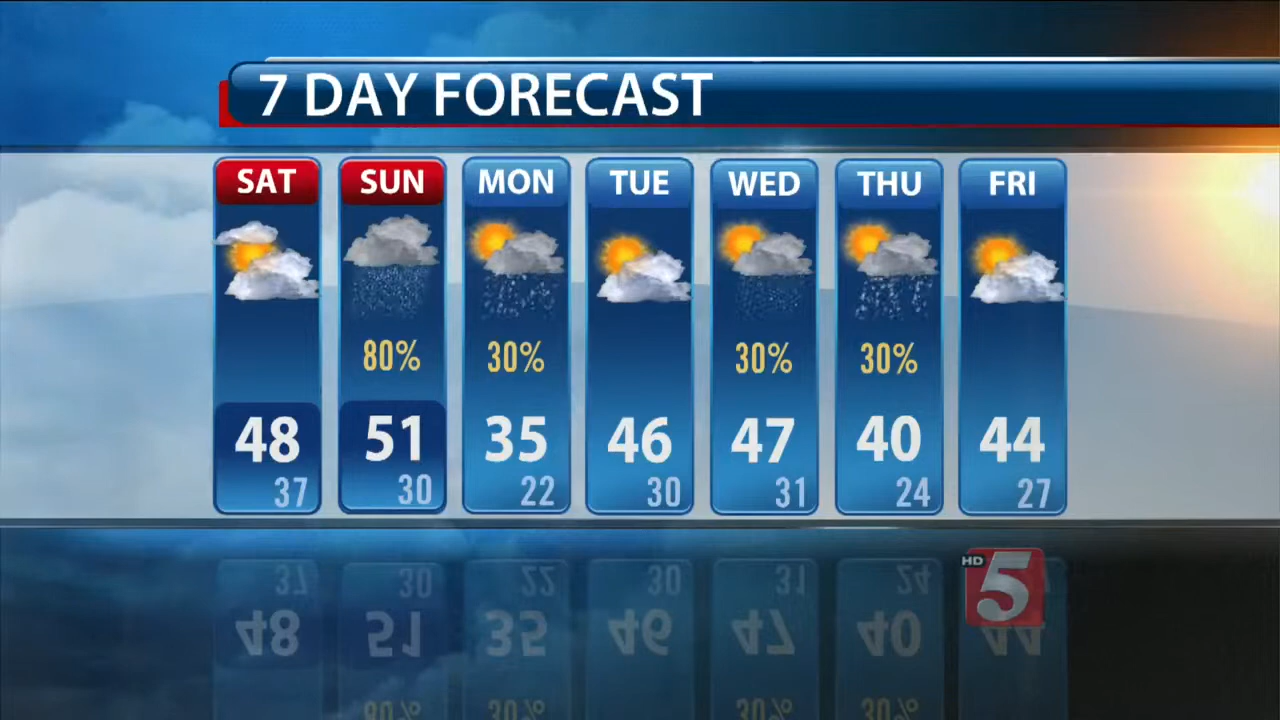 7 DAY FORECAST
SAT SUN MON TUE WED THU FRI
80% 30% 30% 30%
48 51 35 46 47 40 44
37 30 22 30 31 24 27
HD 5